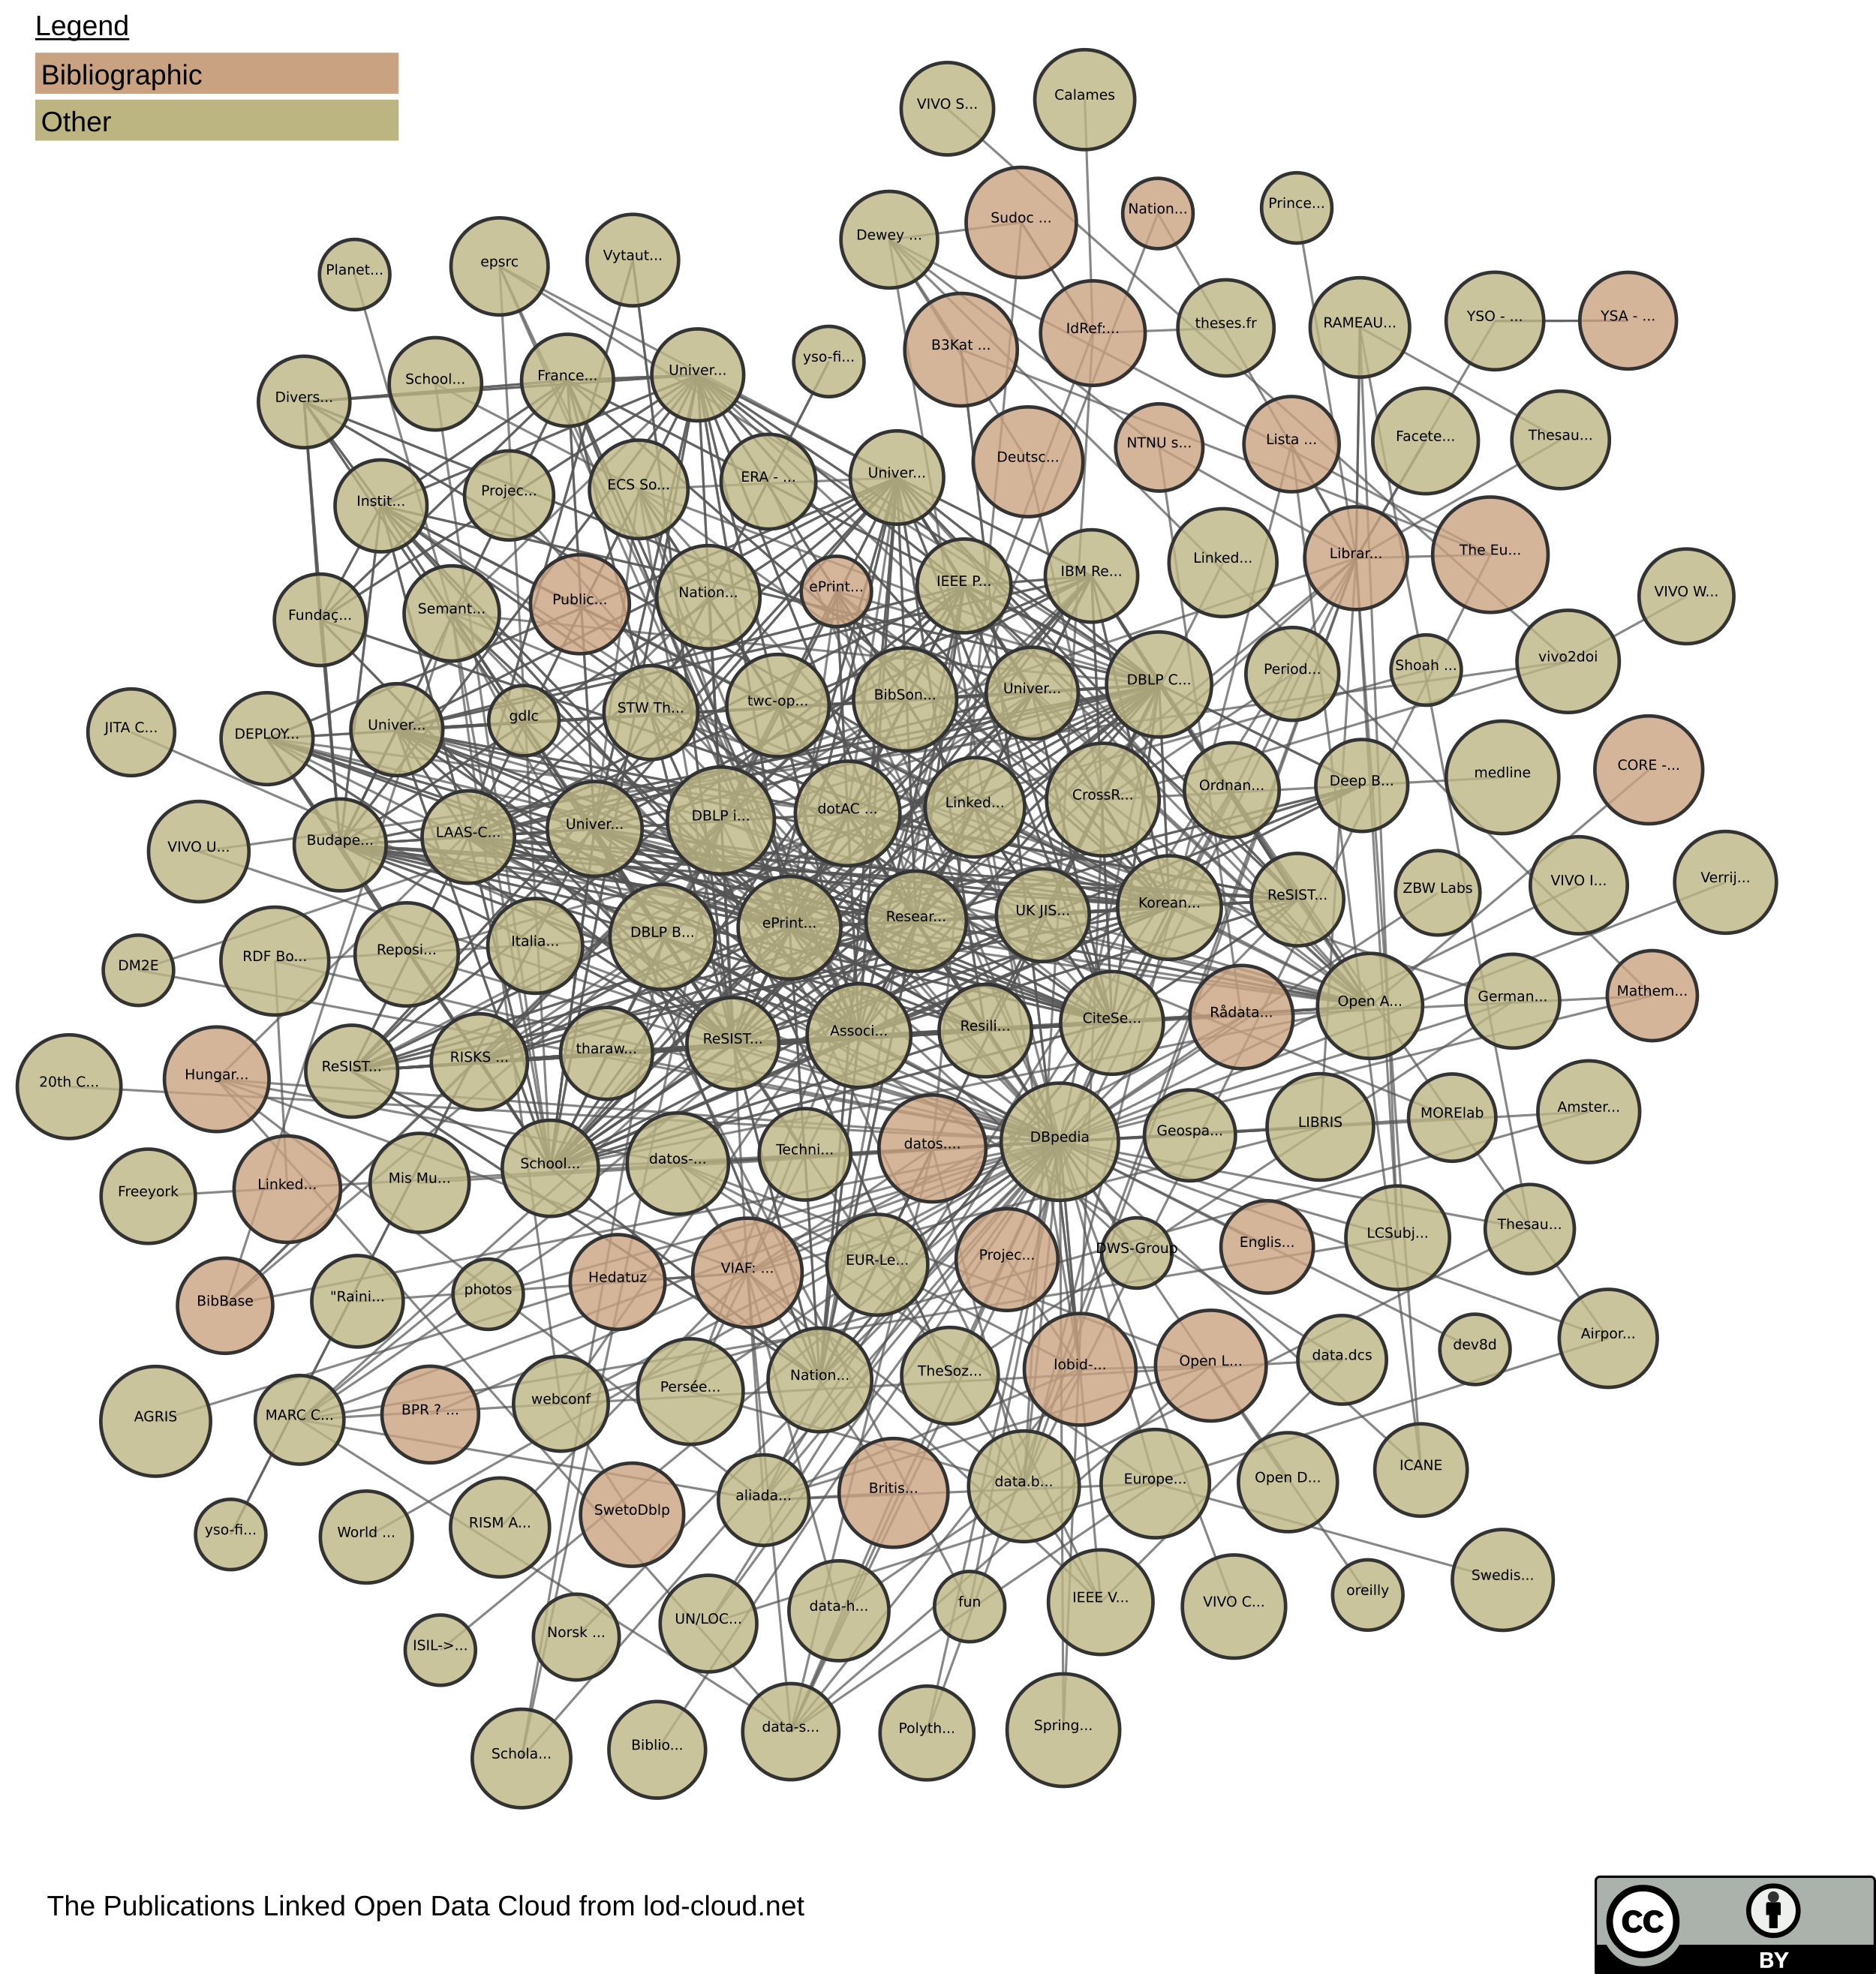 Legend
Bibliographic
Other
VIVO S...
Calames
Sudoc ...
Nation...
Prince...
Dewey ...
Planet...
epsrc
Vytaut...
B3Kat ...
IdRef:...
theses.fr
RAMEAU...
YSO - ...
YSA - ...
Divers...
School...
France...
Univer...
yso-fi...
Deutsc...
NTNU s...
Lista ...
Facete...
Thesau...
Instit...
Projec...
ECS So...
ERA - ...
Univer...
Fundaç...
Semant...
Public...
Nation...
ePrint...
IEEE P...
IBM Re...
Linked...
Librar...
The Eu...
VIVO W...
JITA C...
DEPLOY...
Univer...
gdlc
STW Th...
twc-op...
BibSon...
Univer...
DBLP C...
Period...
Shoah ...
vivo2doi
VIVO U...
Budape...
LAAS-C...
Univer...
DBLP i...
dotAC ...
Linked...
CrossR...
Ordnan...
Deep B...
medline
CORE -...
DM2E
RDF Bo...
Reposi...
Italia...
DBLP B...
ePrint...
Resear...
UK JIS...
Korean...
ReSIST...
ZBW Labs
VIVO I...
Verrij...
20th C...
Hungar...
ReSIST...
RISKS ...
tharaw...
ReSIST...
Associ...
Resili...
CiteSe...
Rådata...
Open A...
German...
Mathem...
Freeyork
Linked...
Mis Mu...
School...
datos-...
Techni...
datos....
DBpedia
Geospa...
LIBRIS
MORElab
Amster...
BibBase
"Raini...
photos
Hedatuz
VIAF: ...
EUR-Le...
Projec...
DWS-Group
Englis...
LCSubj...
Thesau...
AGRIS
MARC C...
BPR ? ...
webconf
Persée...
Nation...
TheSoz...
lobid-...
Open L...
data.dcs
dev8d
Airpor...
yso-fi...
World ...
RISM A...
SwetoDblp
aliada...
Britis...
data.b...
Europe...
Open D...
ICANE
ISIL->...
Norsk ...
UN/LOC...
data-h...
fun
IEEE V...
VIVO C...
oreilly
Swedis...
Schola...
Biblio...
data-s...
Polyth...
Spring...
The Publications Linked Open Data Cloud from lod-cloud.net
cc
BY